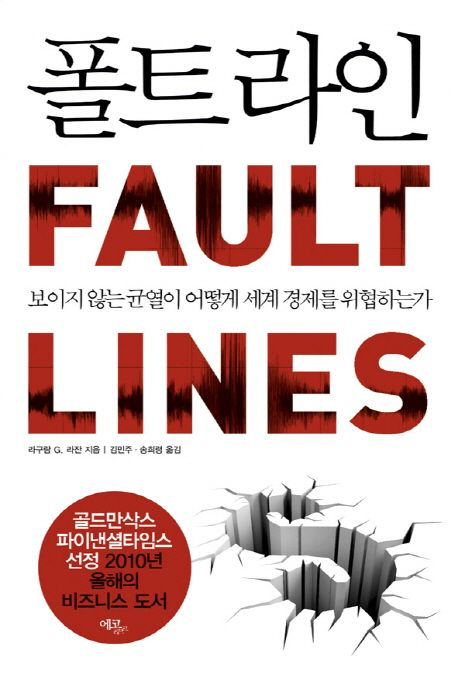 폴트 라인
FAULT
보이지 않는 균열이 어떻게 세계 경제를 위협하는가
LINES
라구람 G. 라잔 지음 | 김민주·송희령 옮김
골드만삭스
파이낸셜타임스
선정 2010년
올해의
비즈니스 도서
에코